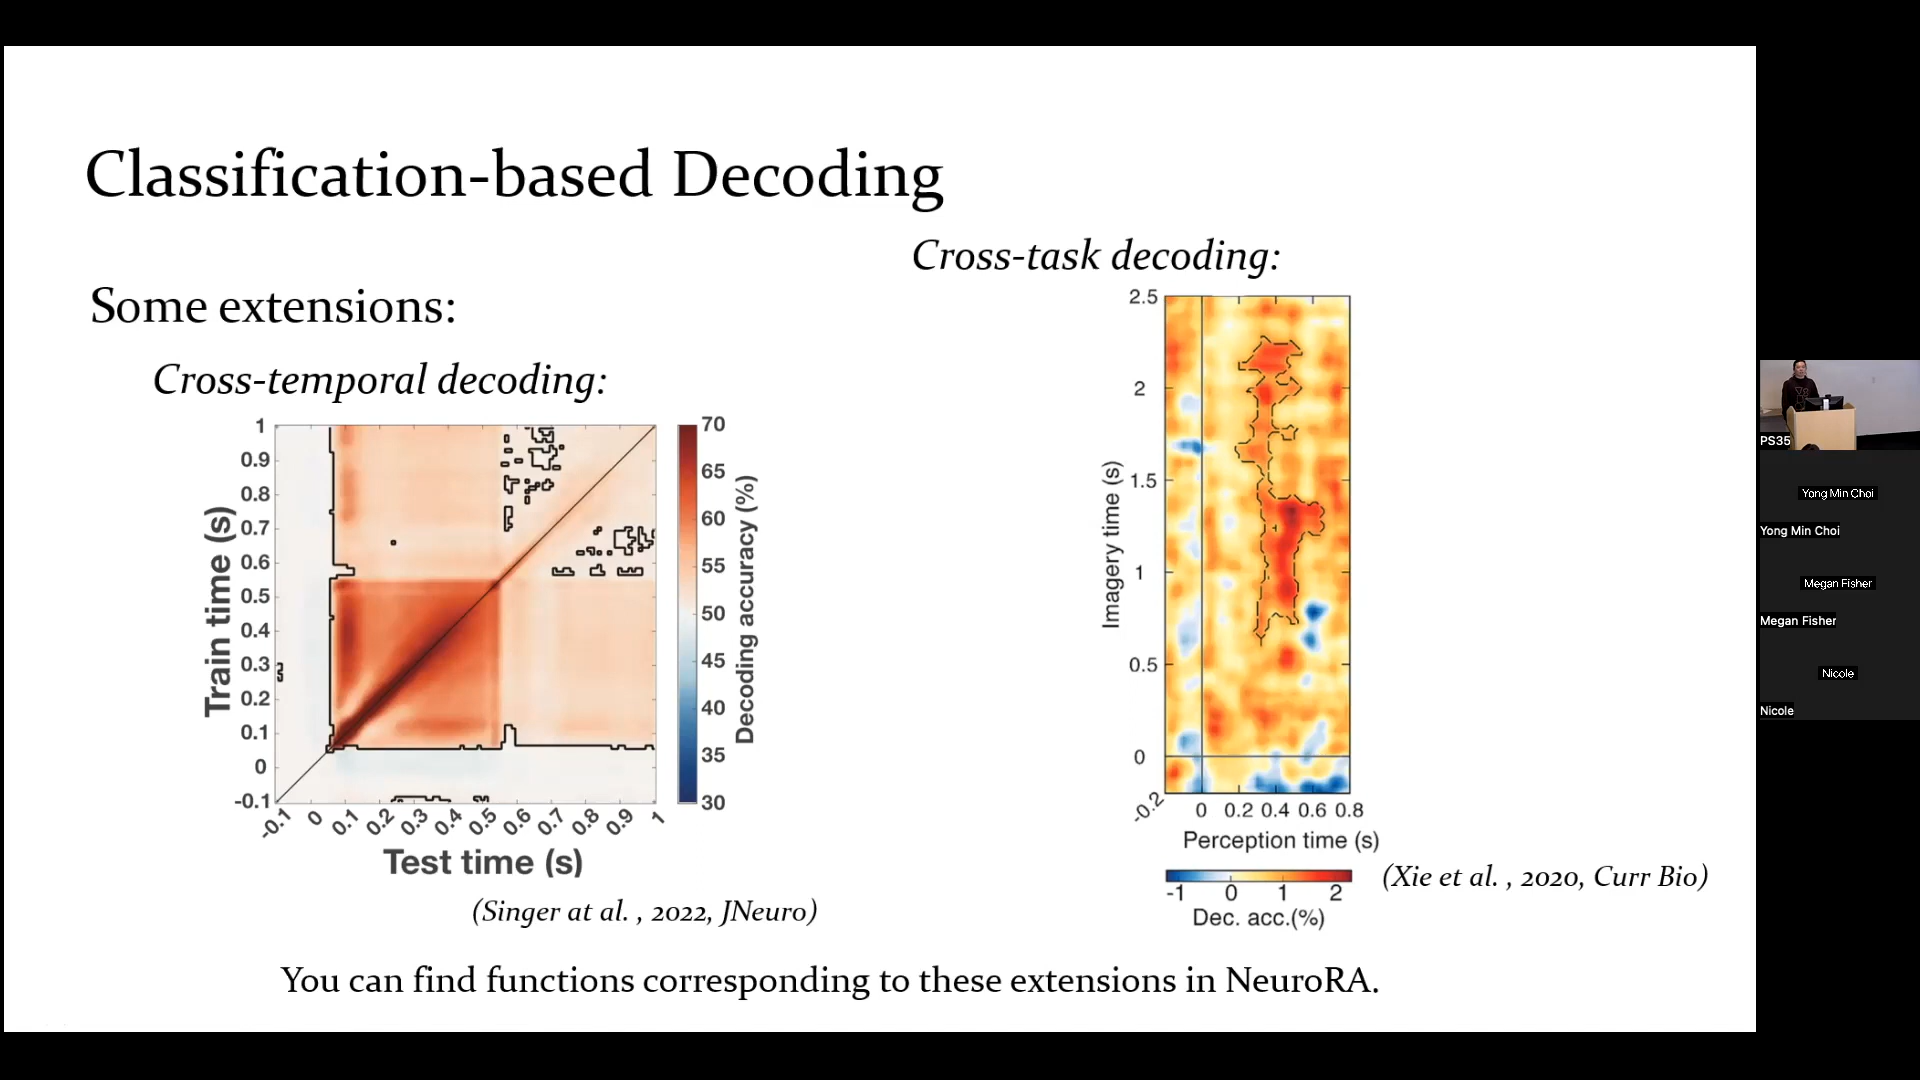 Classification-based Decoding
Some extensions:
Cross-temporal decoding:
1
0.9
0.8
0.7
0.6
0.5
0.4
0.3
0.2
0.1
0
-0.1
Train time (s)
-0.1 0 0.1 0.2 0.3 0.4 0.5 0.6 0.7 0.8 0.9 1
Test time (s)
70
65
60
55
50
45
40
35
30
Decoding accuracy (%)
(Singer at al. , 2022, JNeuro)
Cross-task decoding:
2.5
2
1.5
1
0.5
0
-0.2
Imagery time (s)
0 0.2 0.4 0.6 0.8
Perception time (s)
-1 0 1 2
Dec. acc.(%)
(Xie et al. , 2020, Curr Bio)
You can find functions corresponding to these extensions in NeuroRA.
PS35
Yong Min Choi
Yong Min Choi
Megan Fisher
Megan Fisher
Nicole
Nicole